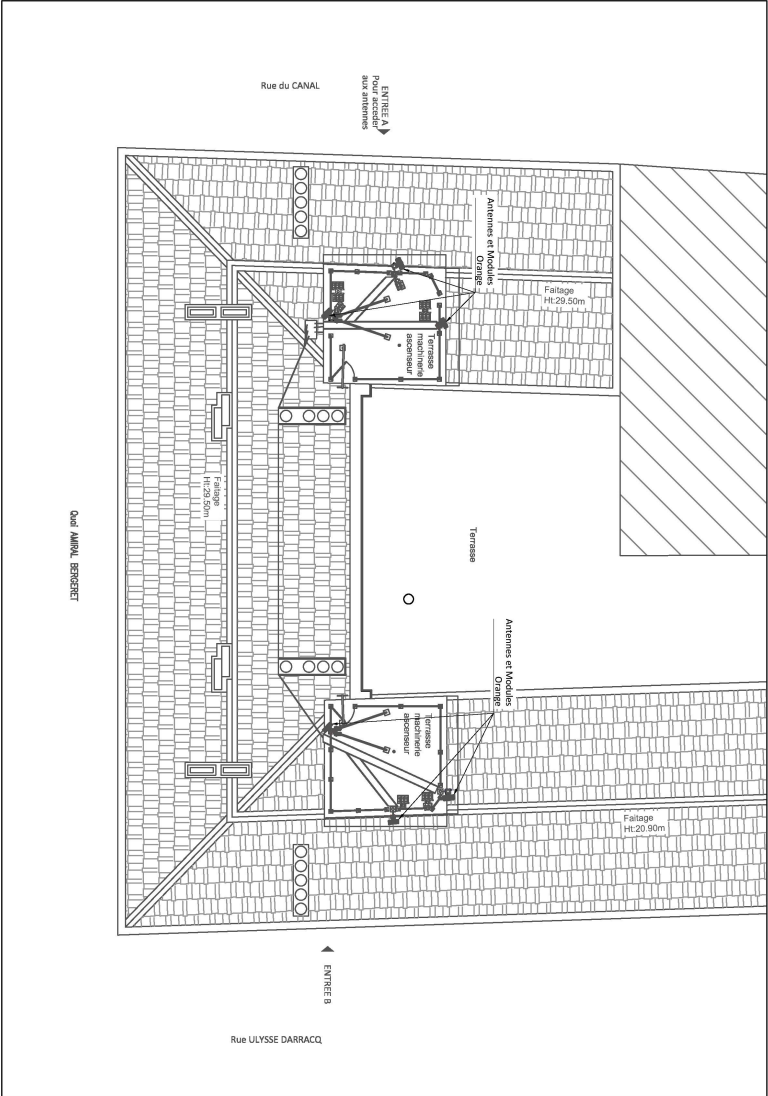 Rue du CANAL
ENTREE A
Pour acceder
aux antennes
Antennes et Modules
Orange
Faitage
Ht:29.50m
Terrasse
machinerie
ascenseur
Faitage
Ht:29.50m
Quai AMIRAL BERGERET
Terrasse
Antennes et Modules
Orange
Terrasse
machinerie
ascenseur
Faitage
Ht:20.90m
ENTREE B
Rue ULYSSE DARRACQ